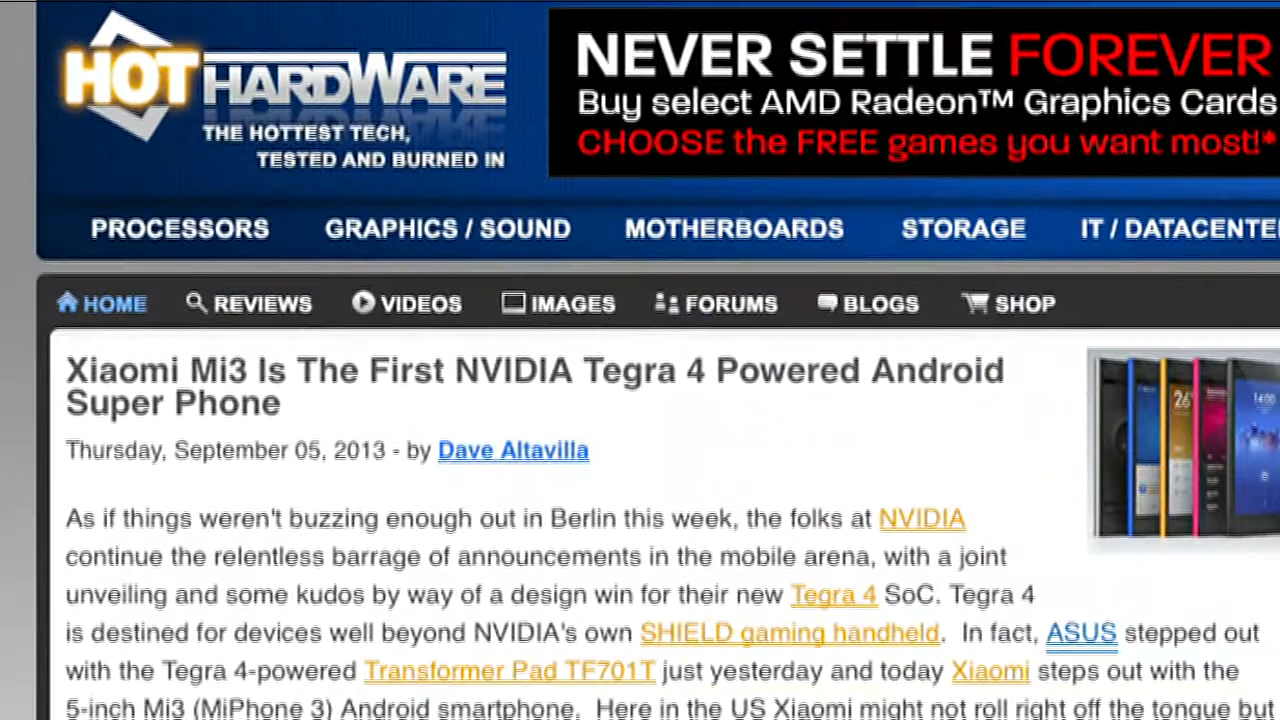 HOT HARDWARE
THE HOTTEST TECH,
TESTED AND BURNED IN
NEVER SETTLE FOREVER
Buy select AMD Radeon™ Graphics Cards
CHOOSE the FREE games you want most!*
PROCESSORS GRAPHICS / SOUND MOTHERBOARDS STORAGE IT / DATACENTE
HOME REVIEWS VIDEOS IMAGES FORUMS BLOGS SHOP
Xiaomi Mi3 Is The First NVIDIA Tegra 4 Powered Android
Super Phone
Thursday, September 05, 2013 - by Dave Altavilla
As if things weren't buzzing enough out in Berlin this week, the folks at NVIDIA
continue the relentless barrage of announcements in the mobile arena, with a joint
unveiling and some kudos by way of a design win for their new Tegra 4 SoC. Tegra 4
is destined for devices well beyond NVIDIA's own SHIELD gaming handheld. In fact, ASUS stepped out
with the Tegra 4-powered Transformer Pad TF701T just yesterday and today Xiaomi steps out with the
5-inch Mi3 (MiPhone 3) Android smartphone. Here in the US Xiaomi might not roll right off the tongue but
26°
14:00